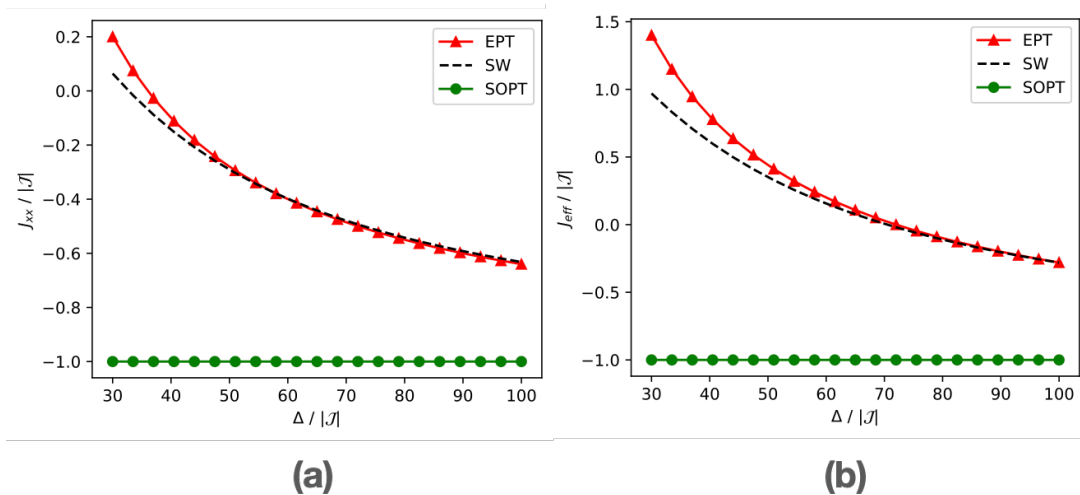 0.2
0.0
−0.2
−0.4
−0.6
−0.8
−1.0
J_xx / |𝒥|
30 40 50 60 70 80 90 100
Δ / |𝒥|
EPT
SW
SOPT
(a)
1.5
1.0
0.5
0.0
−0.5
−1.0
J_eff / |𝒥|
30 40 50 60 70 80 90 100
Δ / |𝒥|
EPT
SW
SOPT
(b)